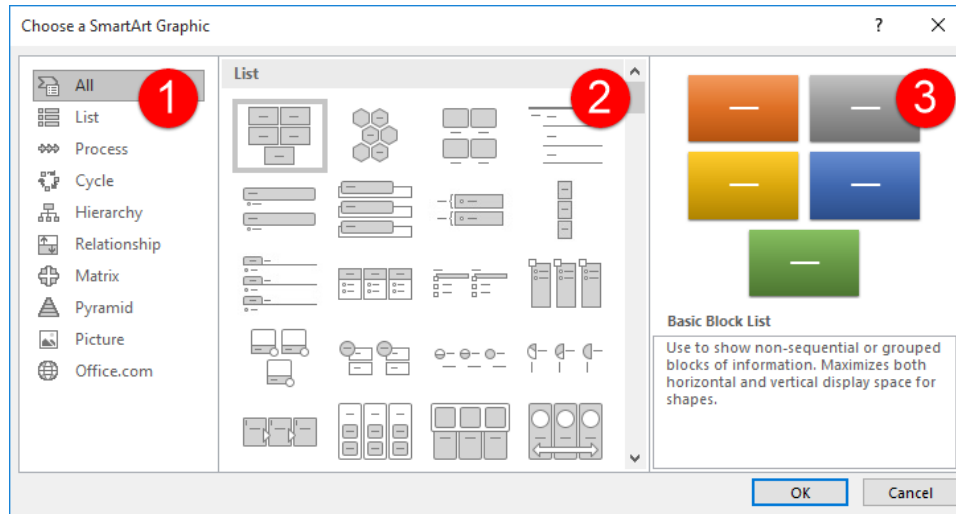 Choose a SmartArt Graphic
?
All
List
Process
Cycle
Hierarchy
Relationship
Matrix
Pyramid
Picture
Office.com
1
List
2
3
Basic Block List
Use to show non-sequential or grouped
blocks of information. Maximizes both
horizontal and vertical display space for
shapes.
OK
Cancel